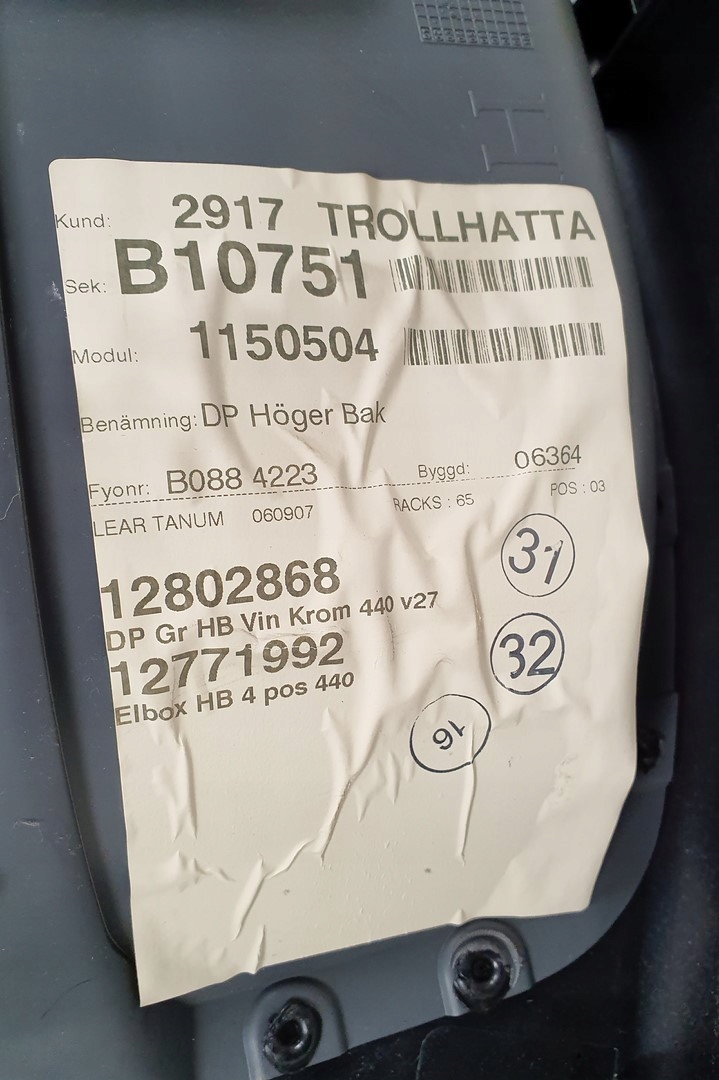 H
Kund: 2917 TROLLHATTA
Sek: B10751
Modul: 1150504
Benämning: DP Höger Bak
Fyonr: B088 4223 Byggd: 06364
LEAR TANUM 060907 RACKS : 65 POS : 03
12802868
DP Gr HB Vin Krom 440 v27
12771992
Elbox HB 4 pos 440
31
32
16